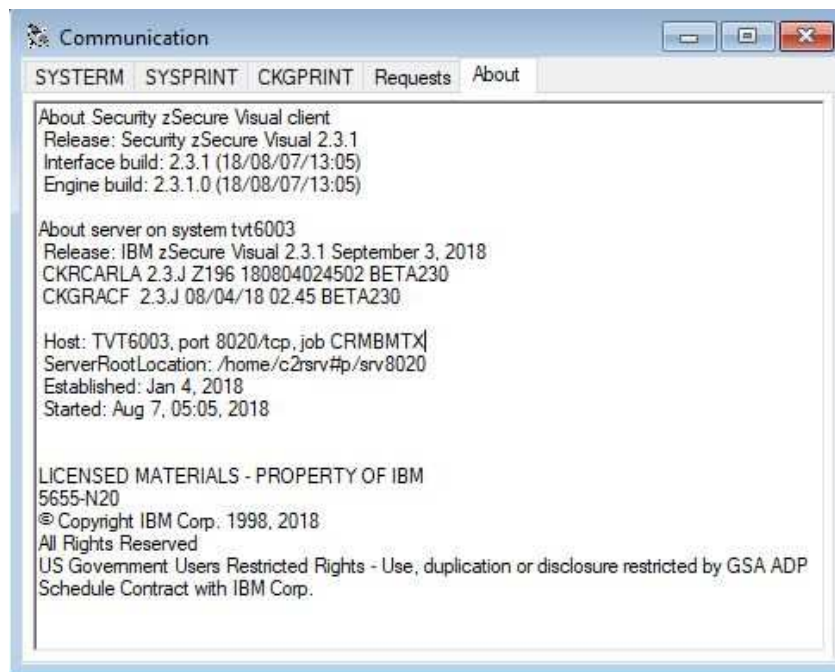 Communication
SYSTERM SYSPRINT CKGPRINT Requests About
About Security zSecure Visual client
Release: Security zSecure Visual 2.3.1
Interface build: 2.3.1 (18/08/07/13:05)
Engine build: 2.3.1.0 (18/08/07/13:05)
About server on system tvt6003
Release: IBM zSecure Visual 2.3.1 September 3, 2018
CKRCARLA 2.3.J Z196 180804024502 BETA230
CKGRACF 2.3.J 08/04/18 02.45 BETA230
Host: TVT6003, port 8020/tcp, job CRMBMTX
ServerRootLocation: /home/c2rsrv#p/srv8020
Established: Jan 4, 2018
Started: Aug 7, 05:05, 2018
LICENSED MATERIALS - PROPERTY OF IBM
5655-N20
© Copyright IBM Corp. 1998, 2018
All Rights Reserved
US Government Users Restricted Rights - Use, duplication or disclosure restricted by GSA ADP
Schedule Contract with IBM Corp.